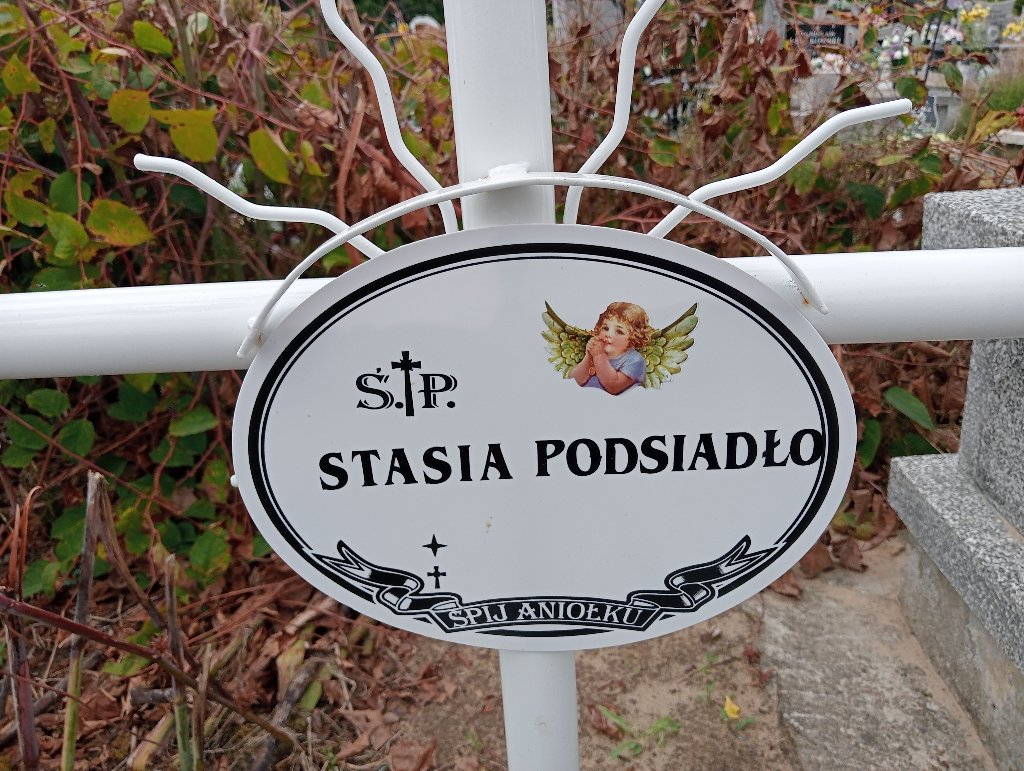 Ś.P.
STASIA PODSIADŁO
ŚPIJ ANIOŁKU